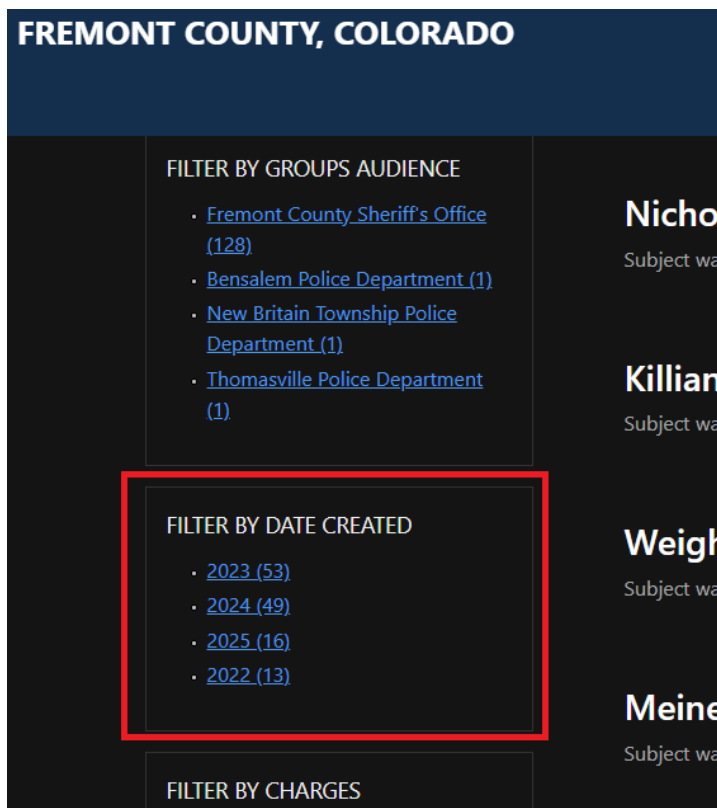 FREMONT COUNTY, COLORADO
FILTER BY GROUPS AUDIENCE
Fremont County Sheriff's Office
(128)
Bensalem Police Department (1)
New Britain Township Police
Department (1)
Thomasville Police Department
(1)
FILTER BY DATE CREATED
2023 (53)
2024 (49)
2025 (16)
2022 (13)
FILTER BY CHARGES
Nicho
Subject wa
Killian
Subject wa
Weigh
Subject wa
Meine
Subject wa